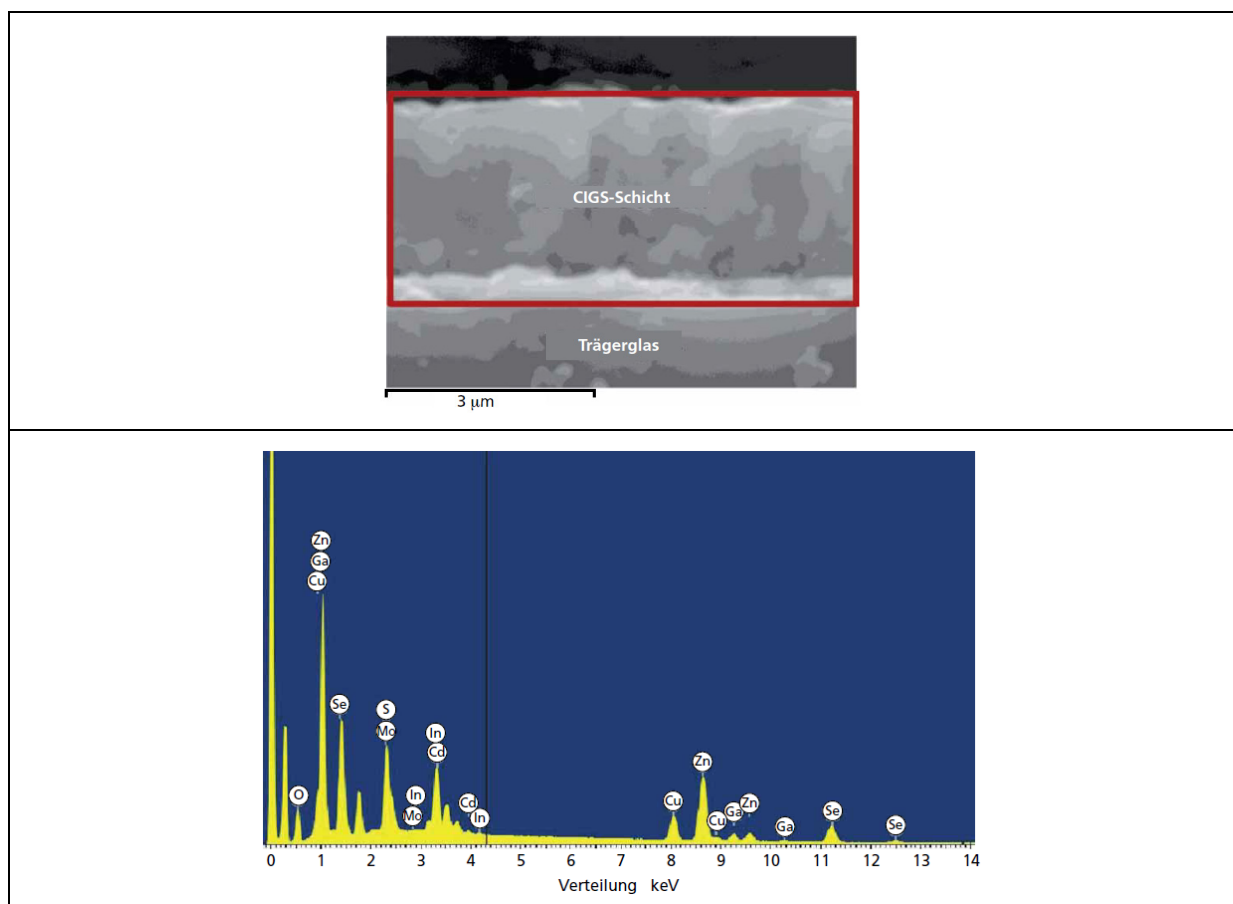 CIGS-Schicht
Trägerglas
3 μm
Zn
Ga
Cu
O
Se
S
Mo
In
Mo
In
Cd
Cd
In
Cu
Zn
Cu
Ga
Zn
Ga
Se
Se
0 1 2 3 4 5 6 7 8 9 10 11 12 13 14
Verteilung keV